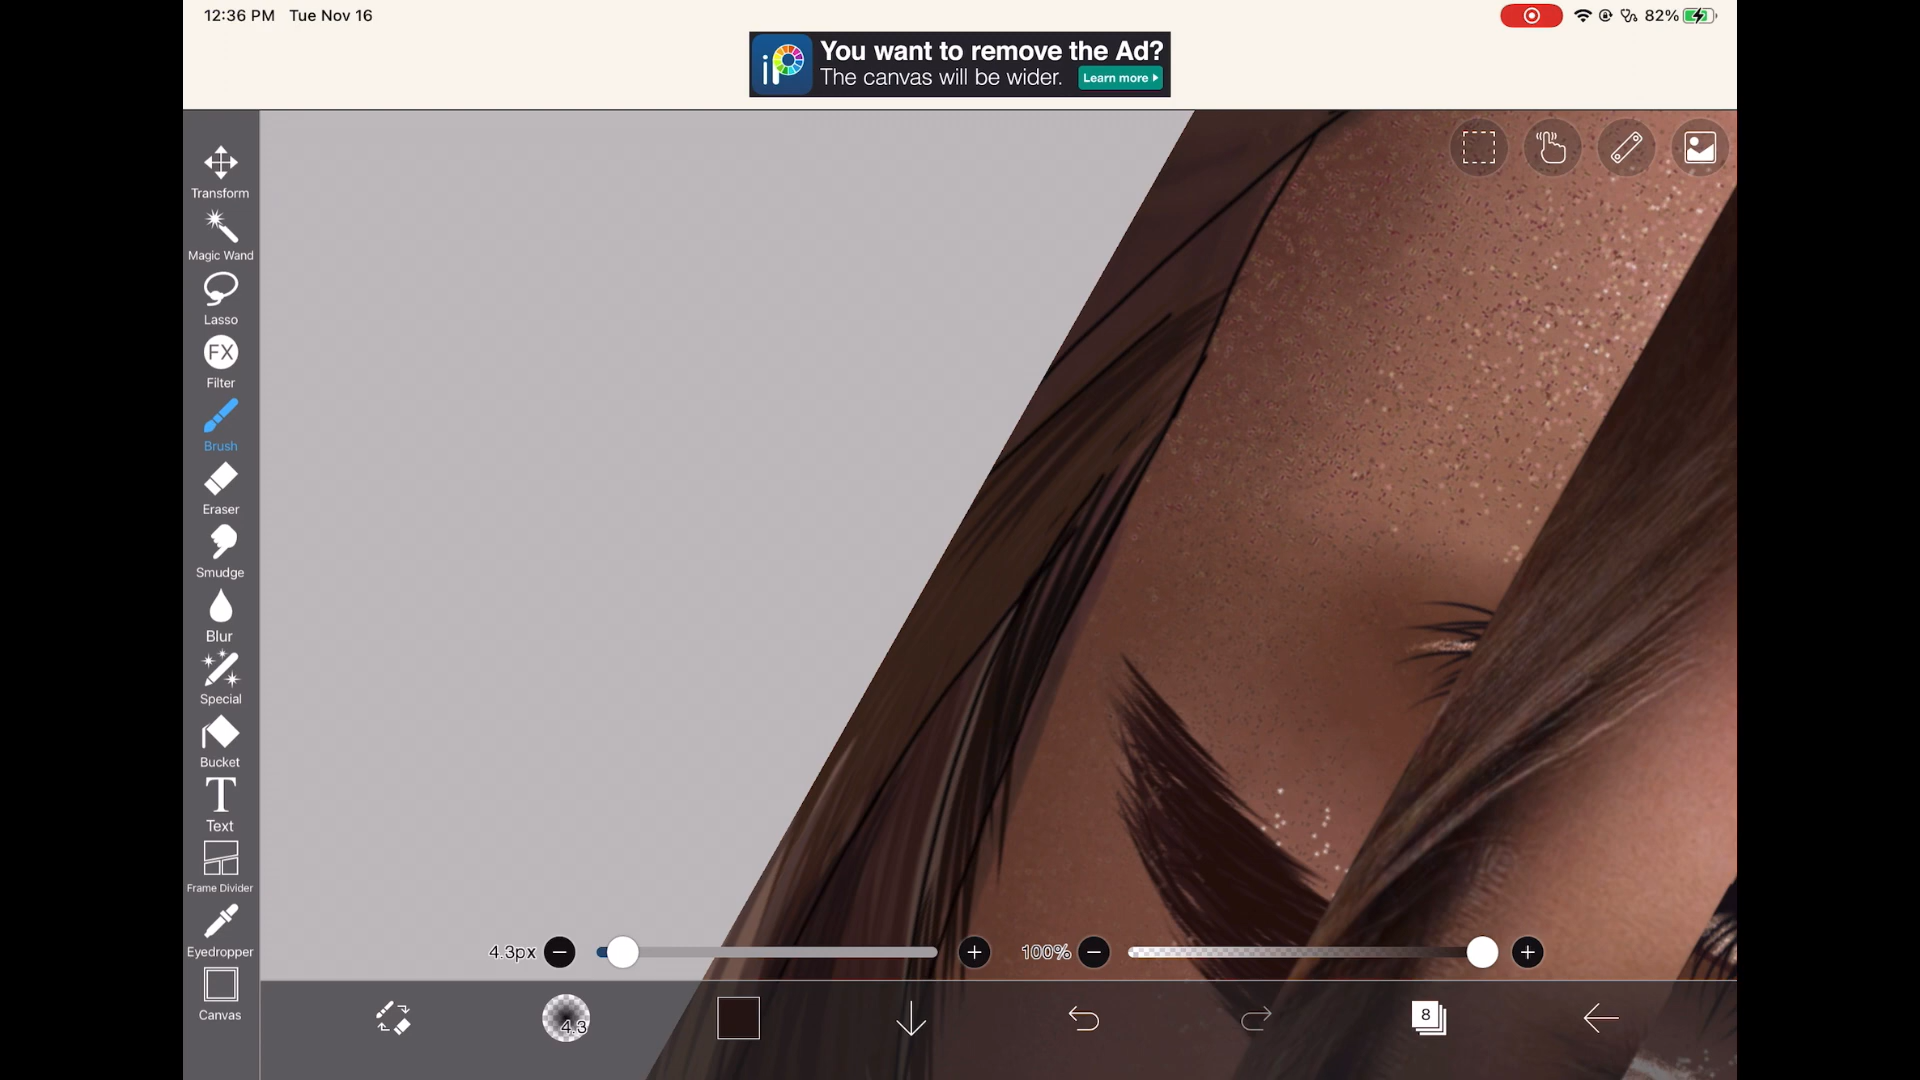 12:36 PM Tue Nov 16
82%
iP
You want to remove the Ad?
The canvas will be wider. Learn more
Transform
Magic Wand
Lasso
FX
Filter
Brush
Eraser
Smudge
Blur
Special
Bucket
T
Text
Frame Divider
Eyedropper
Canvas
4.3px
100%
4.3
8